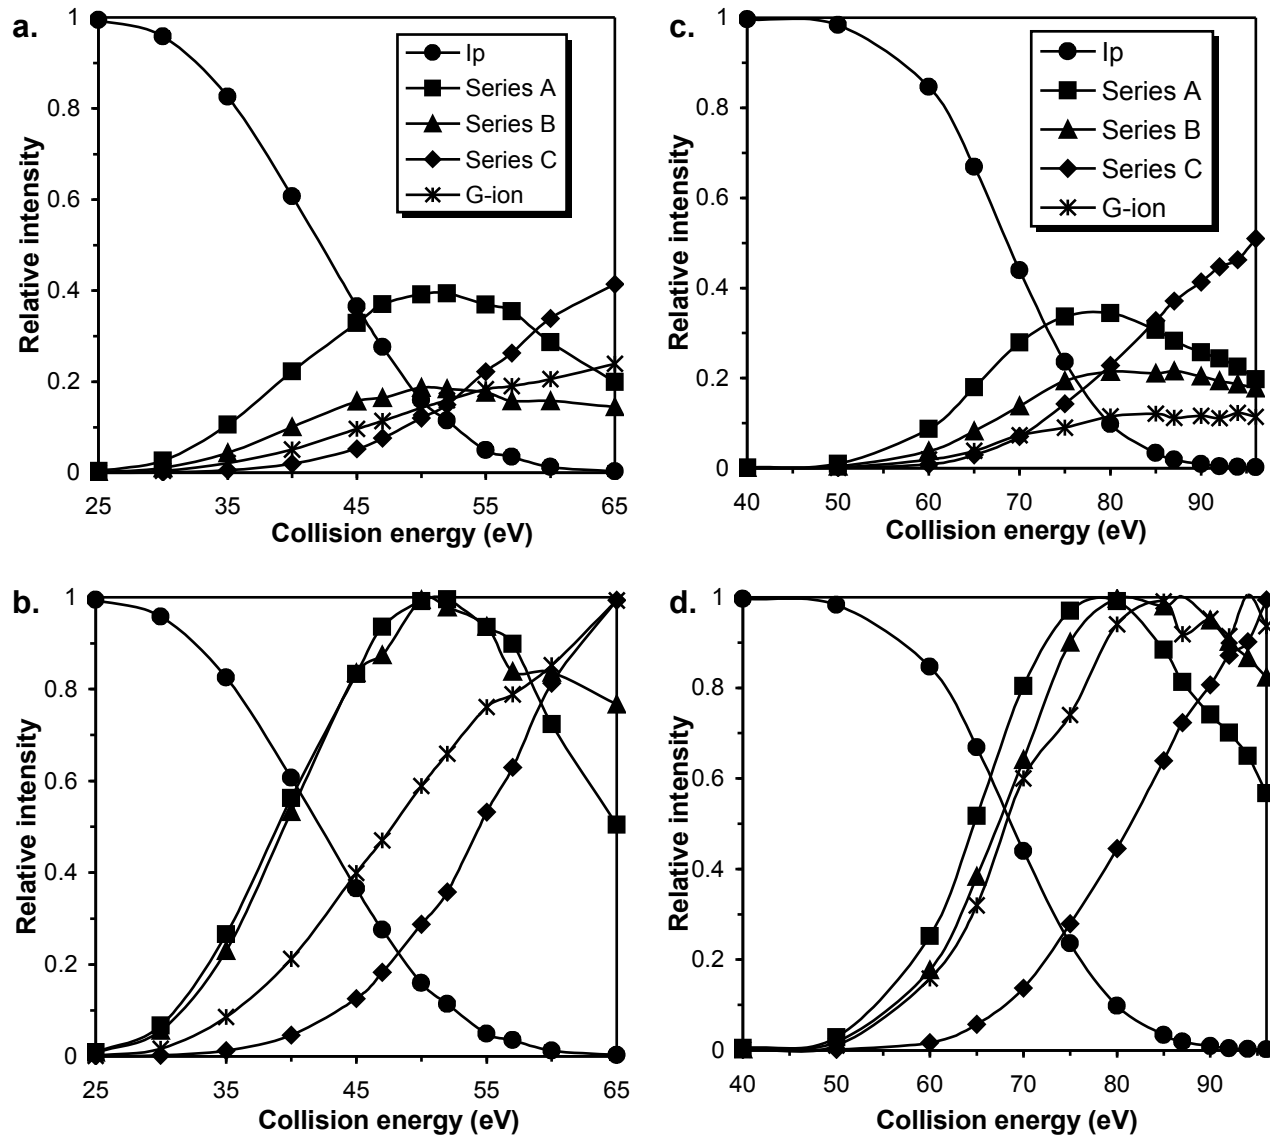 a.
1
0.8
0.6
0.4
0.2
0
Relative intensity
Ip
Series A
Series B
Series C
G-ion
25 35 45 55 65
Collision energy (eV)
c.
1
0.8
0.6
0.4
0.2
0
Relative intensity
Ip
Series A
Series B
Series C
G-ion
40 50 60 70 80 90
Collision energy (eV)
b.
1
0.8
0.6
0.4
0.2
0
Relative intensity
25 35 45 55 65
Collision energy (eV)
d.
1
0.8
0.6
0.4
0.2
0
Relative intensity
40 50 60 70 80 90
Collision energy (eV)